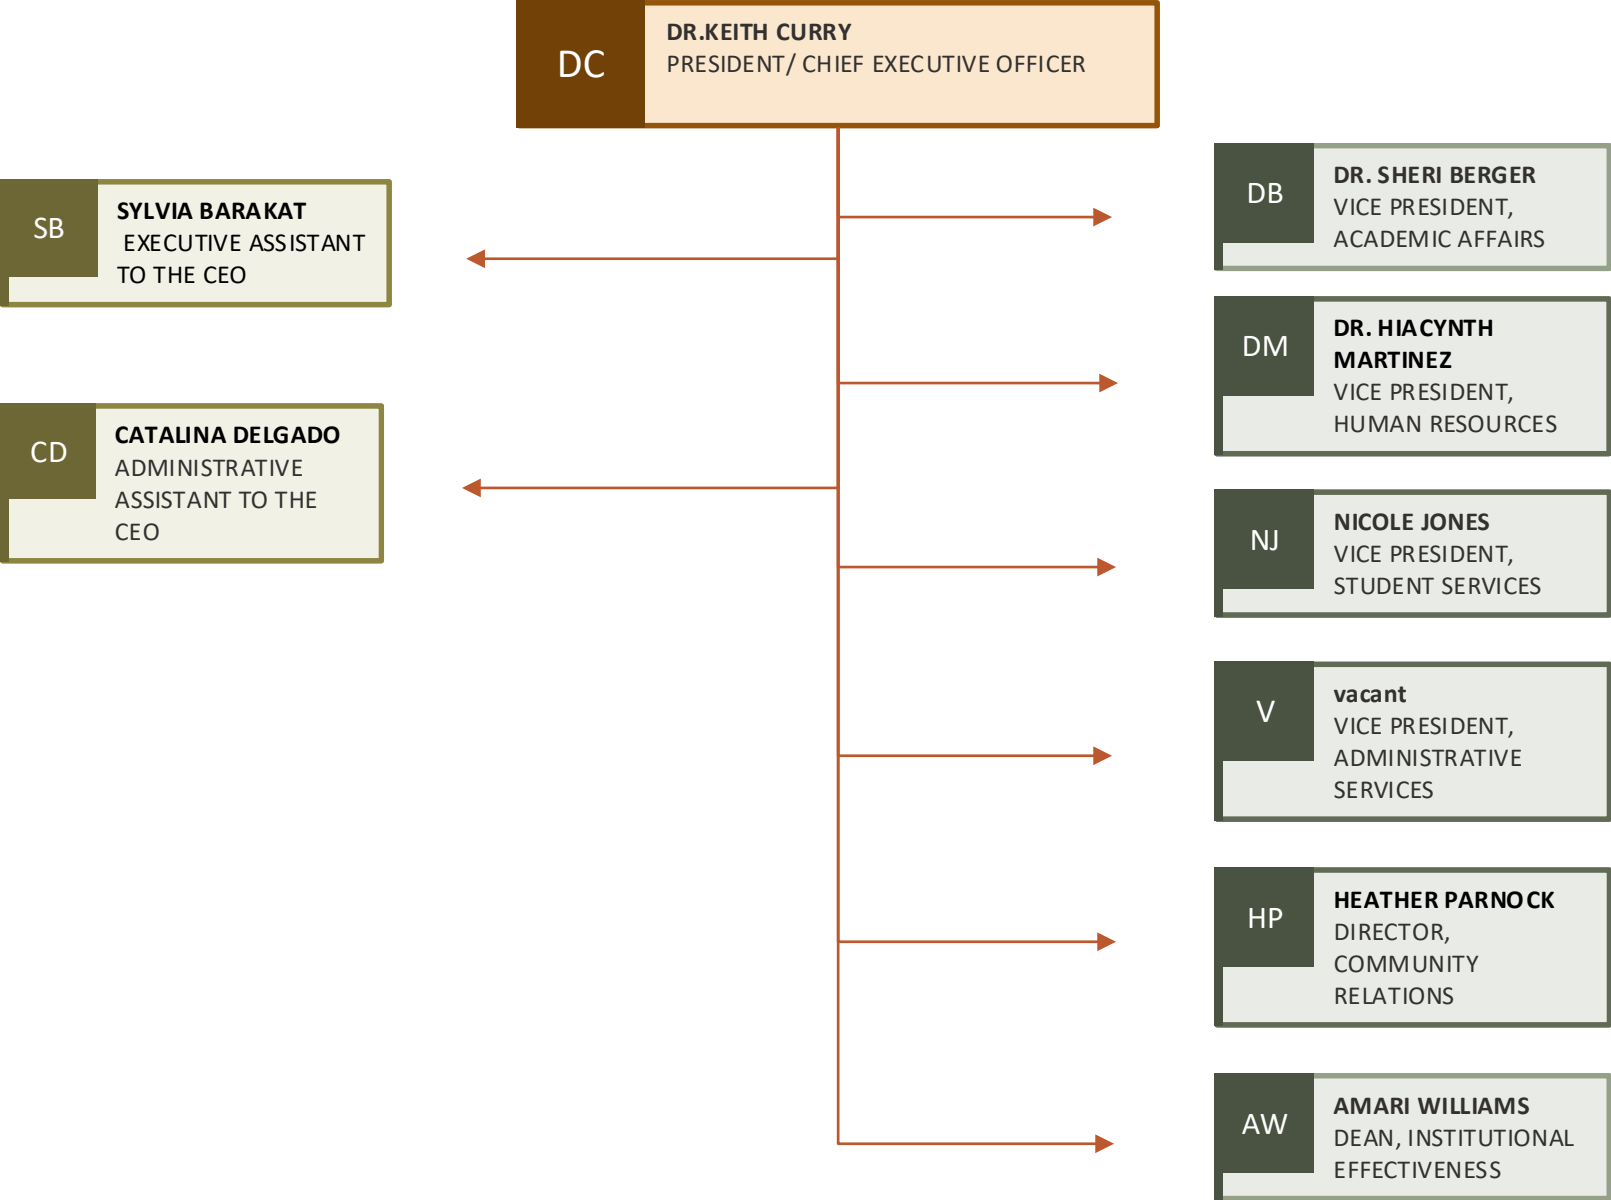 DC
DR.KEITH CURRY
PRESIDENT/ CHIEF EXECUTIVE OFFICER
SB
SYLVIA BARAKAT
EXECUTIVE ASSISTANT
TO THE CEO
CD
CATALINA DELGADO
ADMINISTRATIVE
ASSISTANT TO THE
CEO
DB
DR. SHERI BERGER
VICE PRESIDENT,
ACADEMIC AFFAIRS
DM
DR. HIACYNTH
MARTINEZ
VICE PRESIDENT,
HUMAN RESOURCES
NJ
NICOLE JONES
VICE PRESIDENT,
STUDENT SERVICES
V
vacant
VICE PRESIDENT,
ADMINISTRATIVE
SERVICES
HP
HEATHER PARNOCK
DIRECTOR,
COMMUNITY
RELATIONS
AW
AMARI WILLIAMS
DEAN, INSTITUTIONAL
EFFECTIVENESS